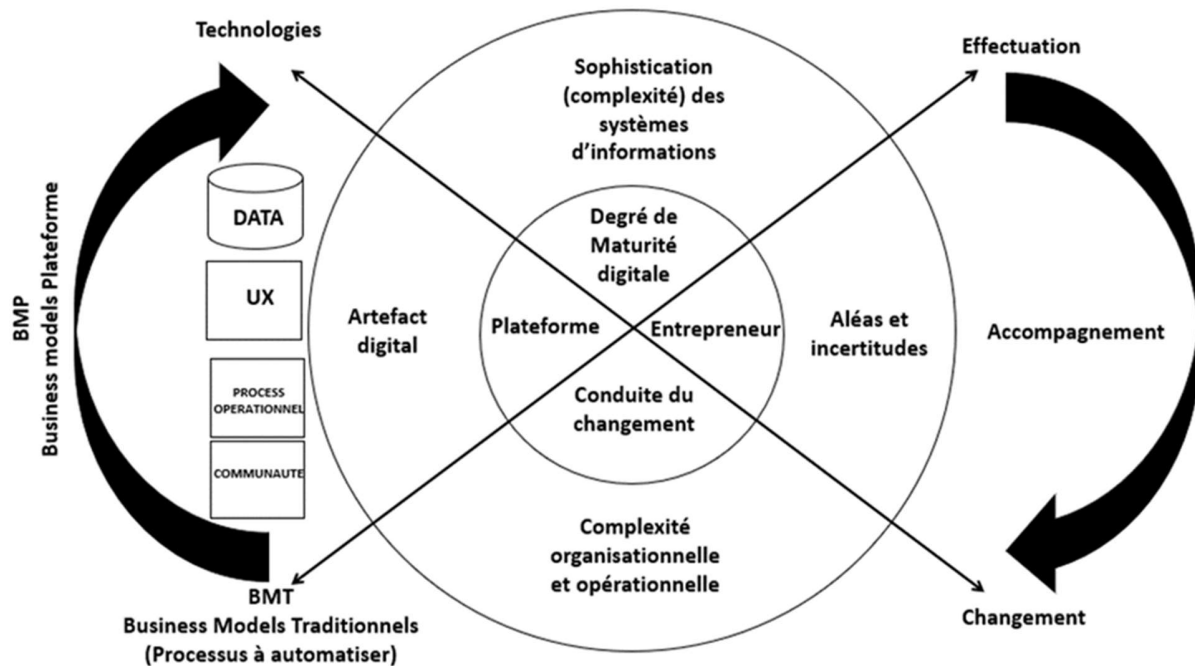 Technologies
Effectuation
Sophistication
(complexité) des
systèmes
d'informations
DATA
Degré de
Maturité
digitale
UX
BMP
Business models Plateforme
Artefact
digital
Plateforme
Entrepreneur
Aléas et
incertitudes
Accompagnement
PROCESS
OPERATIONNEL
Conduite du
changement
COMMUNAUTE
Complexité
organisationnelle
et opérationnelle
BMT
Business Models Traditionnels
(Processus à automatiser)
Changement